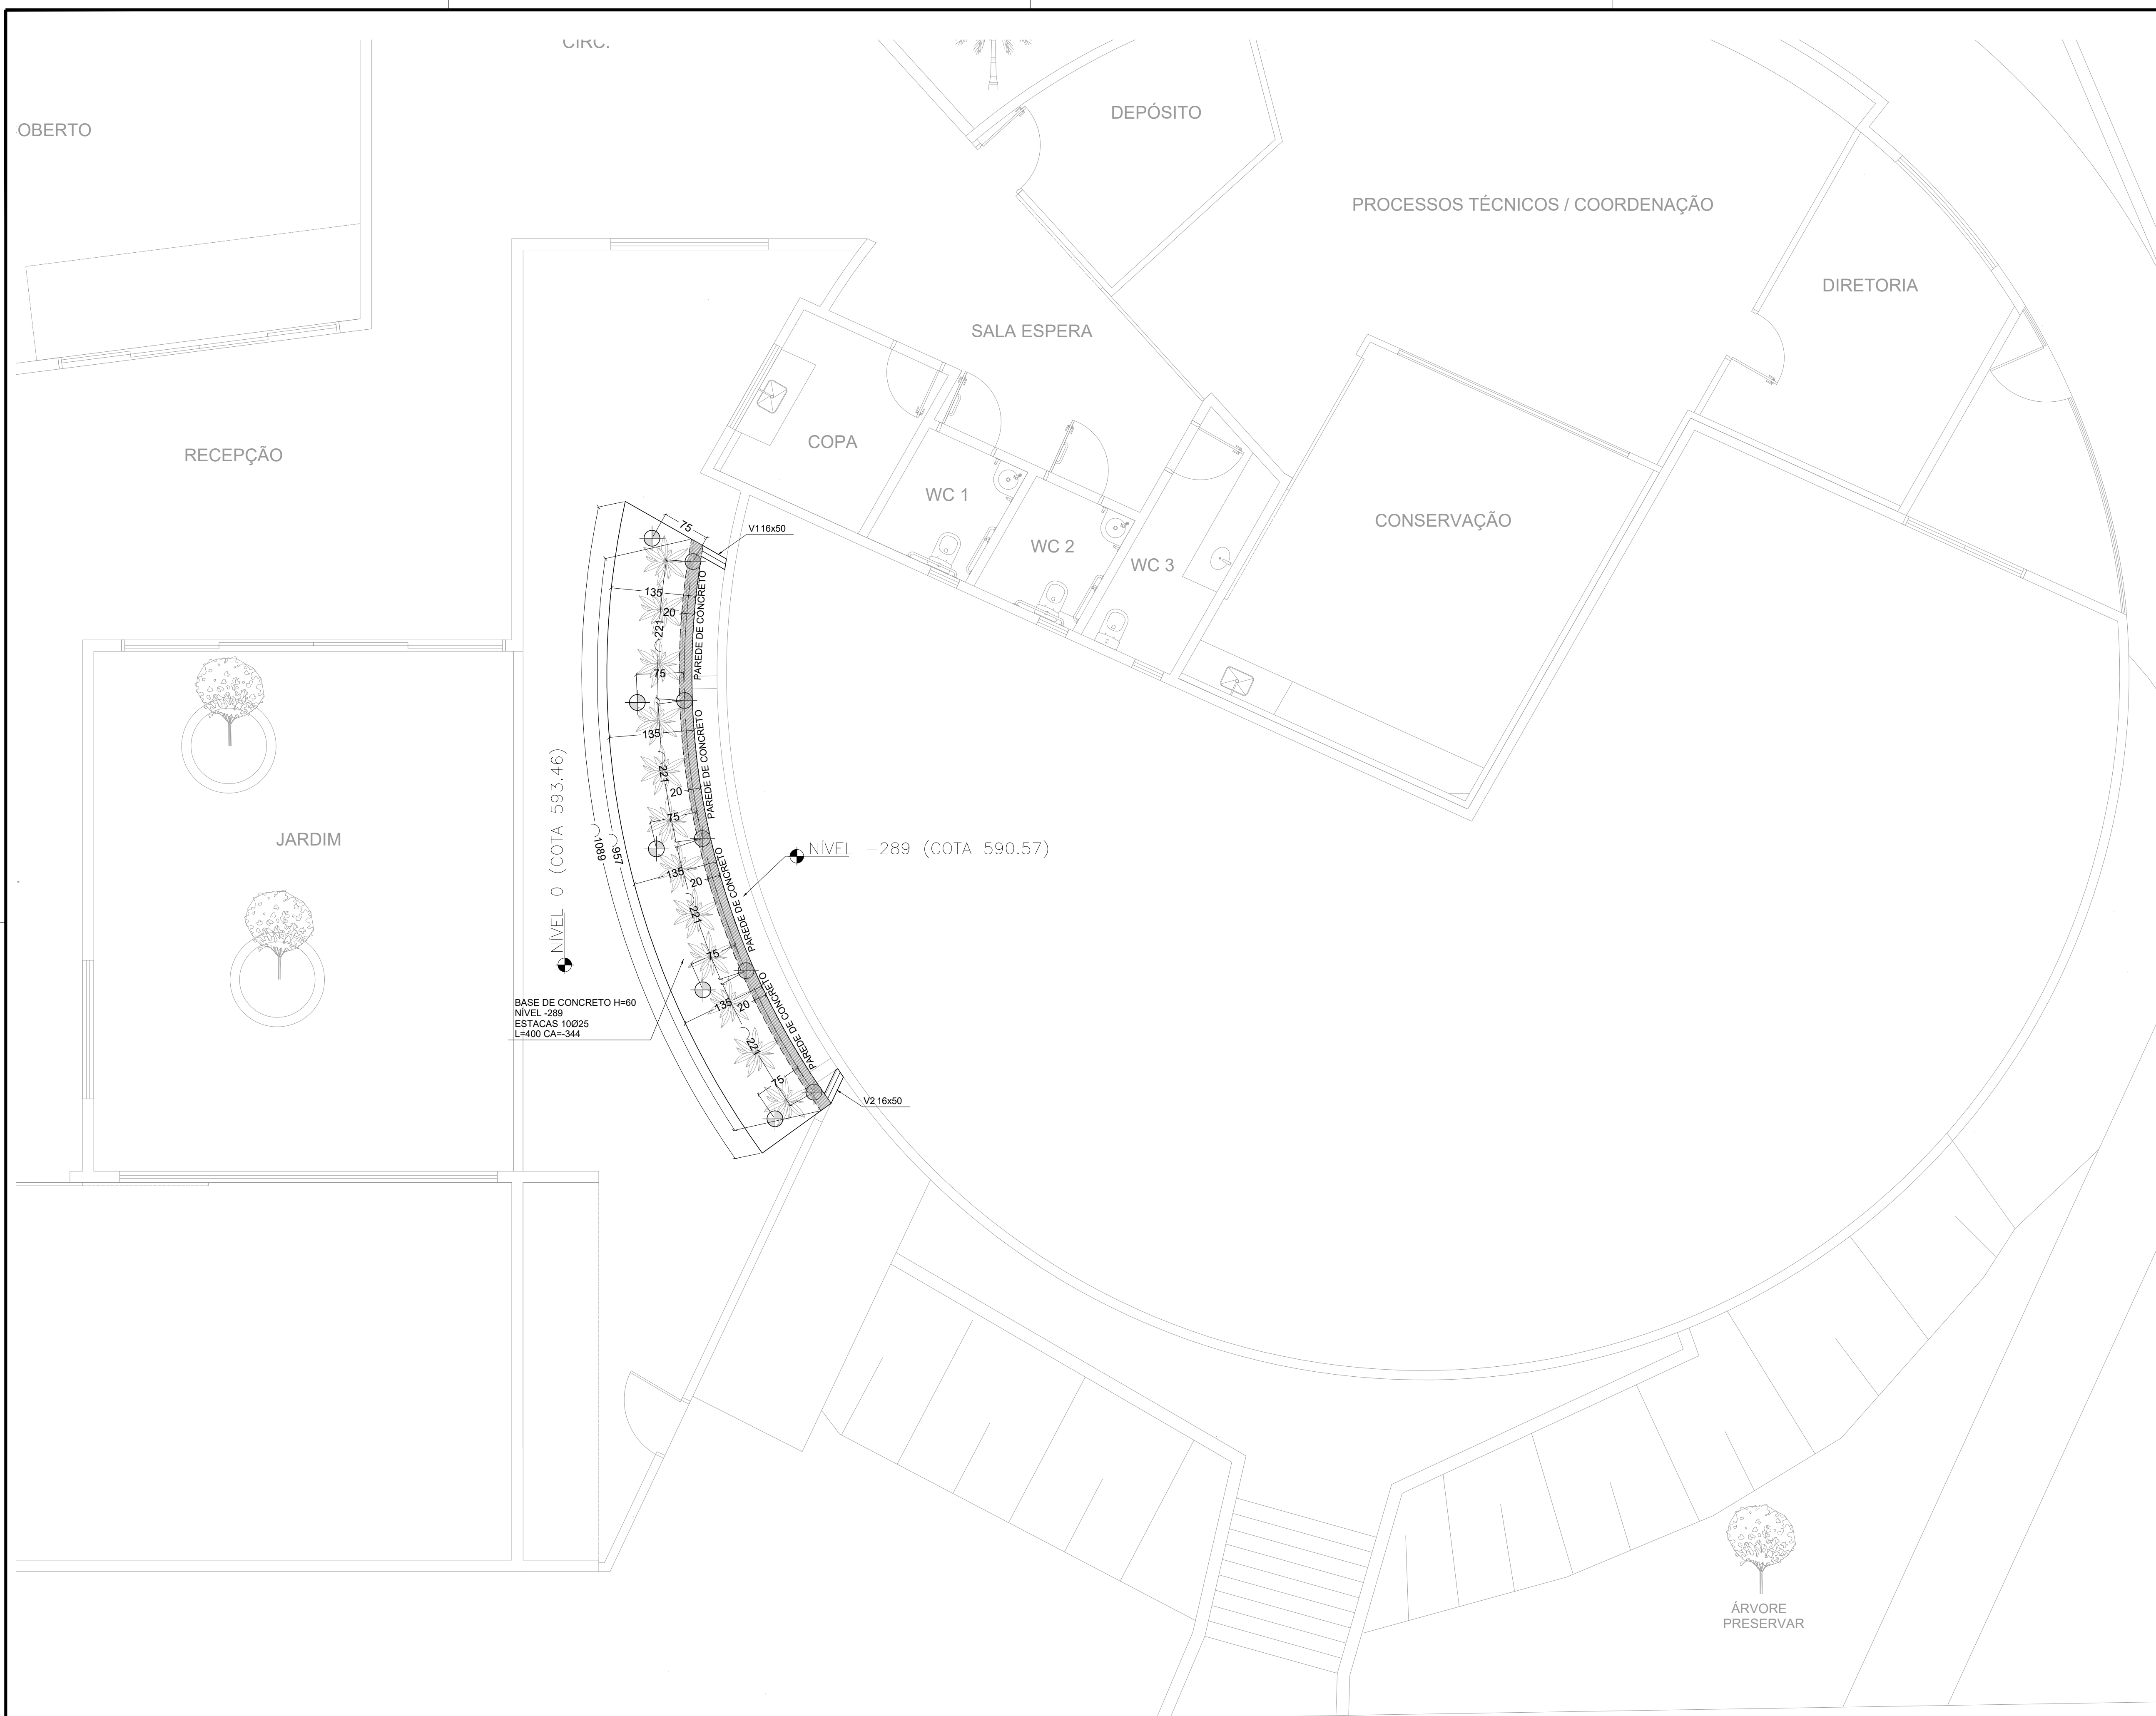 CIRC.
DEPÓSITO
OBERTO
PROCESSOS TÉCNICOS / COORDENAÇÃO
DIRETORIA
SALA ESPERA
COPA
RECEPÇÃO
WC 1
CONSERVAÇÃO
WC 2
WC 3
75
V1 16x50
135
20
221
PAREDE DE CONCRETO
75
135
221
20
PAREDE DE CONCRETO
75
NÍVEL 0 (COTA 593.46)
JARDIM
1089
957
NÍVEL -289 (COTA 590.57)
135
20
221
PAREDE DE CONCRETO
75
BASE DE CONCRETO H=60
NÍVEL -289
ESTACAS 10Ø25
L=400 CA=-344
135
20
221
PAREDE DE CONCRETO
75
V2 16x50
ÁRVORE
PRESERVAR